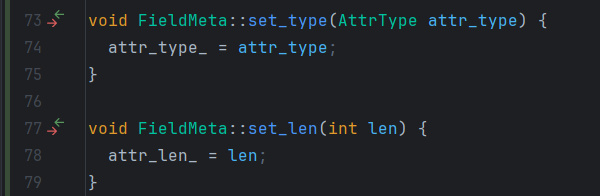 73 void FieldMeta::set_type(AttrType attr_type) {
74   attr_type_ = attr_type;
75 }
76
77 void FieldMeta::set_len(int len) {
78   attr_len_ = len;
79 }